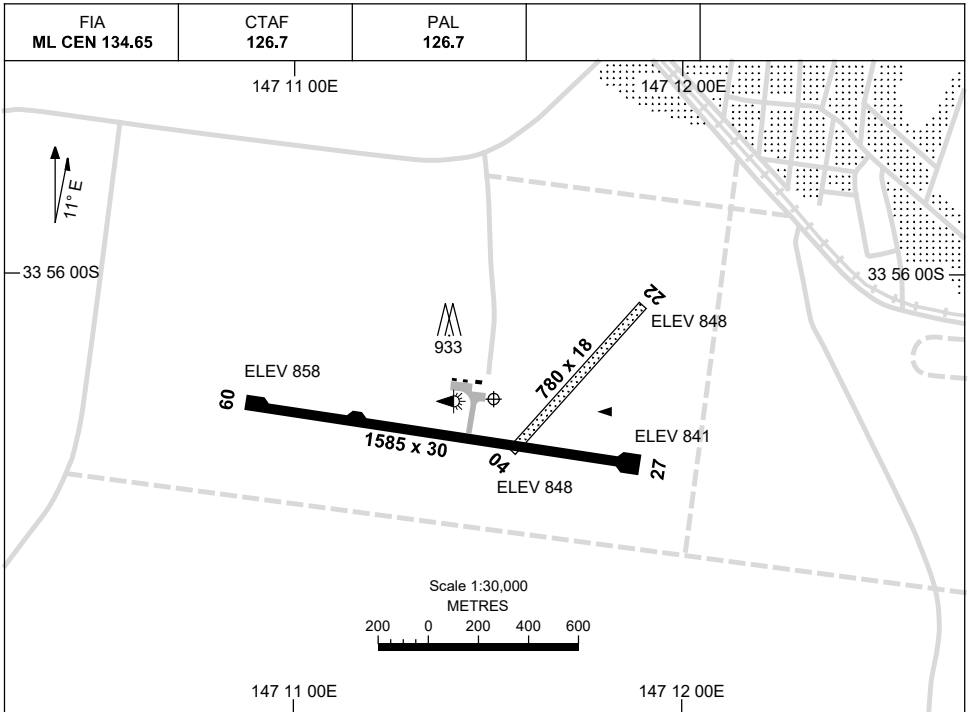 FIA
ML CEN 134.65
CTAF
126.7
PAL
126.7
147 11 00E
147 12 00E
11° E
33 56 00S
33 56 00S
22
ELEV 848
933
780 x 18
ELEV 858
09
ELEV 841
1585 x 30
04
27
ELEV 848
Scale 1:30,000
METRES
200 0 200 400 600
147 11 00E
147 12 00E